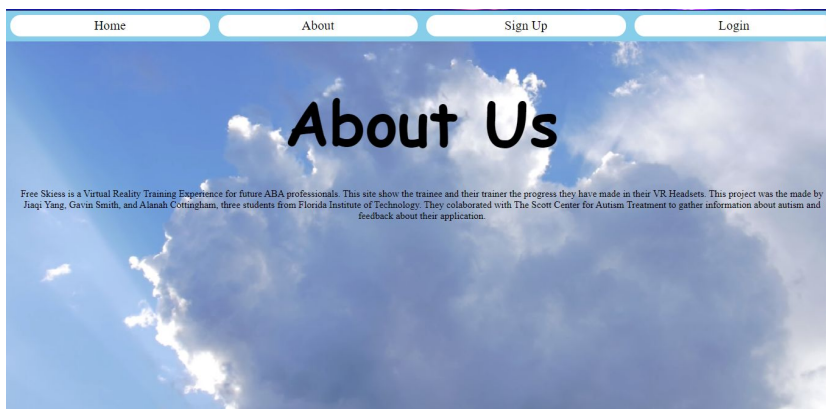 Home
About
Sign Up
Login
About Us
Free Skiess is a Virtual Reality Training Experience for future ABA professionals. This site show the trainee and their trainer the progress they have made in their VR Headsets. This project was the made by
Jiaqi Yang, Gavin Smith, and Alanah Cottingham, three students from Florida Institute of Technology. They colaborated with The Scott Center for Autism Treatment to gather information about autism and
feedback about their application.